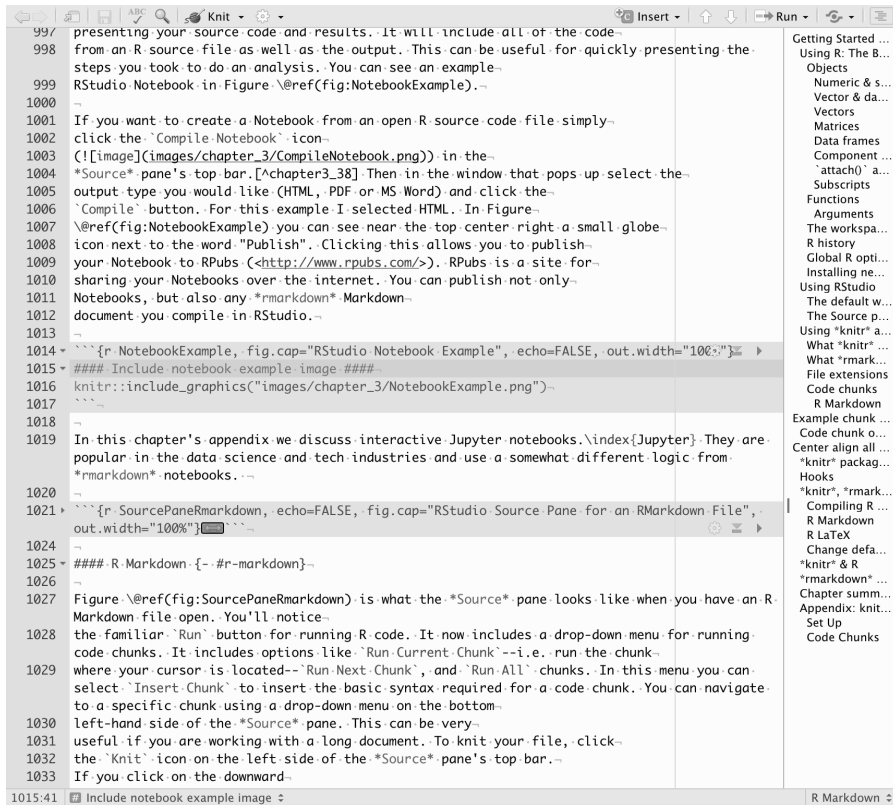 ABC Knit Insert Run
997 presenting your source code and results. It will include all of the code
998 from an R source file as well as the output. This can be useful for quickly presenting the
steps you took to do an analysis. You can see an example
999 RStudio Notebook in Figure \@ref(fig:NotebookExample).
1000
1001 If you want to create a Notebook from an open R source code file simply
1002 click the `Compile Notebook` icon
1003 (![image](images/chapter_3/CompileNotebook.png)) in the
1004 *Source* pane's top bar.[^chapter3_38] Then in the window that pops up select the
1005 output type you would like (HTML, PDF or MS Word) and click the
1006 `Compile` button. For this example I selected HTML. In Figure
1007 \@ref(fig:NotebookExample) you can see near the top center right a small globe
1008 icon next to the word "Publish". Clicking this allows you to publish
1009 your Notebook to RPubs (<http://www.rpubs.com/>). RPubs is a site for
1010 sharing your Notebooks over the internet. You can publish not only
1011 Notebooks, but also any *rmarkdown* Markdown
1012 document you compile in RStudio.
1013
1014 ```{r NotebookExample, fig.cap="RStudio Notebook Example", echo=FALSE, out.width="100%"}
1015 #### Include notebook example image ####
1016 knitr::include_graphics("images/chapter_3/NotebookExample.png")
1017 ```
1018
1019 In this chapter's appendix we discuss interactive Jupyter notebooks.\index{Jupyter} They are
popular in the data science and tech industries and use a somewhat different logic from
*rmarkdown* notebooks.
1020
1021 ```{r SourcePaneRmarkdown, echo=FALSE, fig.cap="RStudio Source Pane for an RMarkdown File",
out.width="100%"}```
1024
1025 #### R Markdown {- #r-markdown}
1026
1027 Figure \@ref(fig:SourcePaneRmarkdown) is what the *Source* pane looks like when you have an R
Markdown file open. You'll notice
1028 the familiar `Run` button for running R code. It now includes a drop-down menu for running
code chunks. It includes options like `Run Current Chunk`--i.e. run the chunk
1029 where your cursor is located--`Run Next Chunk`, and `Run All` chunks. In this menu you can
select `Insert Chunk` to insert the basic syntax required for a code chunk. You can navigate
to a specific chunk using a drop-down menu on the bottom
1030 left-hand side of the *Source* pane. This can be very
1031 useful if you are working with a long document. To knit your file, click
1032 the `Knit` icon on the left side of the *Source* pane's top bar.
1033 If you click on the downward
1015:41 # Include notebook example image R Markdown
Getting Started ...
Using R: The B...
Objects
Numeric & s...
Vector & da...
Vectors
Matrices
Data frames
Component ...
`attach()` a...
Subscripts
Functions
Arguments
The workspa...
R history
Global R opti...
Installing ne...
Using RStudio
The default w...
The Source p...
Using *knitr* a...
What *knitr* ...
What *rmark...
File extensions
Code chunks
R Markdown
Example chunk ...
Code chunk o...
Center align all ...
*knitr* packag...
Hooks
*knitr*, *rmark...
Compiling R ...
R Markdown
R LaTeX
Change defa...
*knitr* & R
*rmarkdown* ...
Chapter summ...
Appendix: knit...
Set Up
Code Chunks